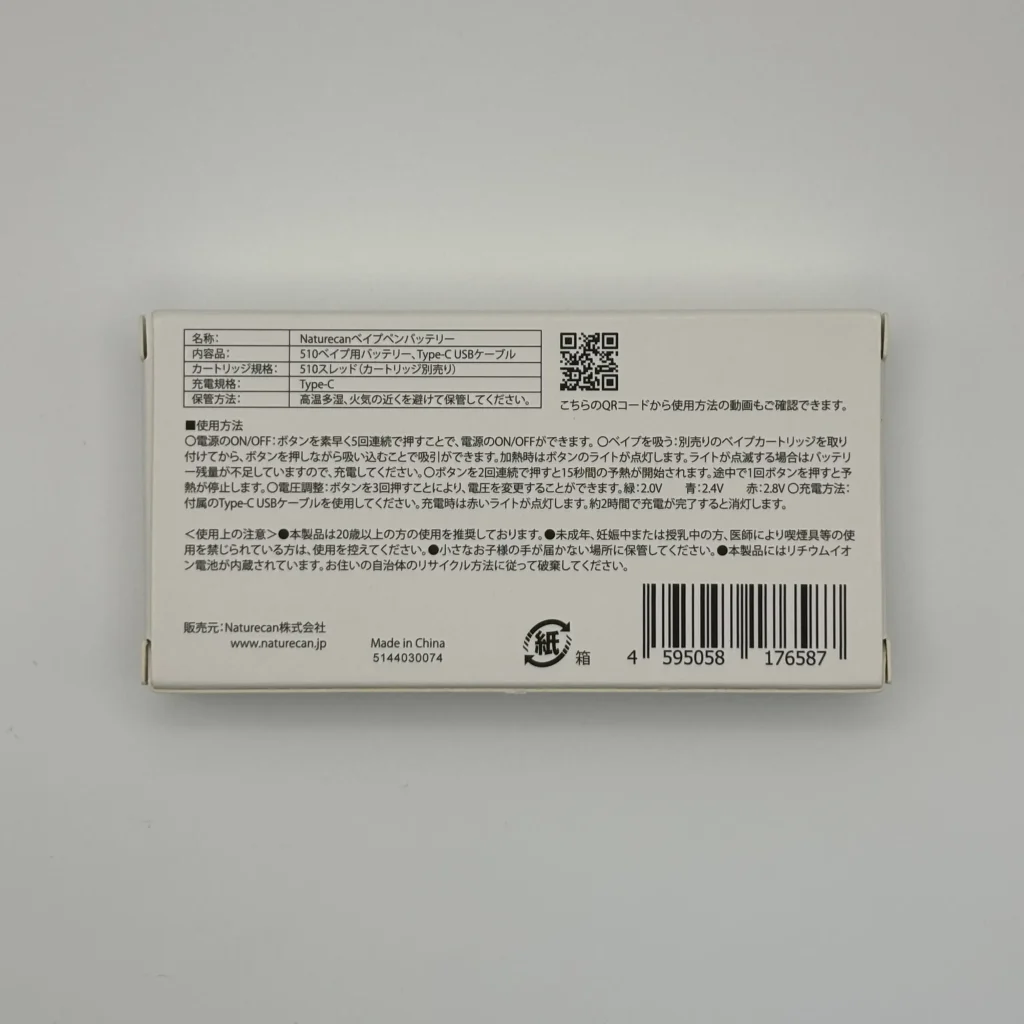 名称: Naturecanベイプペンバッテリー
内容品: 510ベイプ用バッテリー、Type-C USBケーブル
カートリッジ規格: 510スレッド(カートリッジ別売り)
充電規格: Type-C
保管方法: 高温多湿、火気の近くを避けて保管してください。
こちらのQRコードから使用方法の動画もご確認できます。
■使用方法
〇電源のON/OFF:ボタンを素早く5回連続で押すことで、電源のON/OFFができます。〇ベイプを吸う:別売りのベイプカートリッジを取り
付けてから、ボタンを押しながら吸い込むことで吸引ができます。加熱時はボタンのライトが点灯します。ライトが点滅する場合はバッテリ
ー残量が不足していますので、充電してください。〇ボタンを2回連続で押すと15秒間の予熱が開始されます。途中で1回ボタンを押すと予
熱が停止します。〇電圧調整:ボタンを3回押すことにより、電圧を変更することができます。緑:2.0V 青:2.4V 赤:2.8V 〇充電方法:
付属のType-C USBケーブルを使用してください。充電時は赤いライトが点灯します。約2時間で充電が完了すると消灯します。
<使用上の注意>●本製品は20歳以上の方の使用を推奨しております。●未成年、妊娠中または授乳中の方、医師により喫煙具等の使
用を禁じられている方は、使用を控えてください。●小さなお子様の手が届かない場所に保管してください。●本製品にはリチウムイオ
ン電池が内蔵されています。お住いの自治体のリサイクル方法に従って破棄してください。
販売元:Naturecan株式会社
www.naturecan.jp
Made in China
5144030074
紙
箱
4 595058 176587